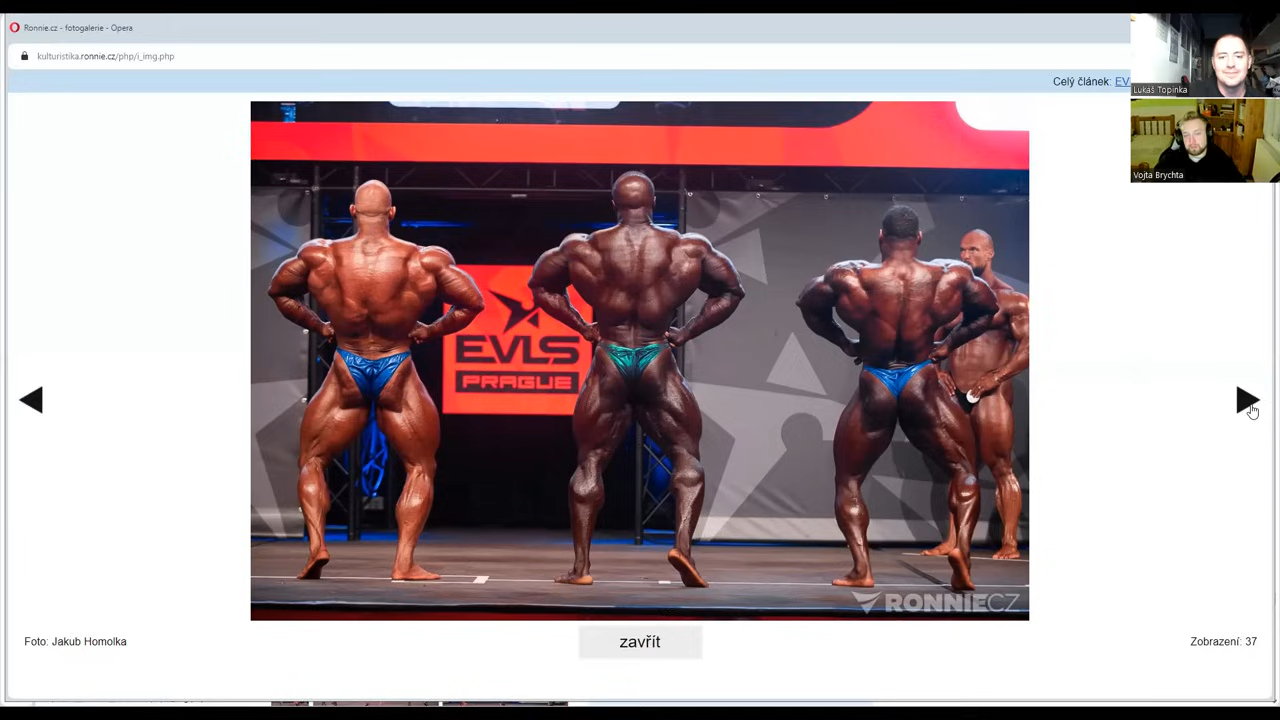 Ronnie.cz - fotogalerie - Opera
kulturistika.ronnie.cz/php/i_img.php
Celý článek: EV
Lukáš Topinka
Vojta Brychta
EVLS
PRAGUE
RONNIECZ
Foto: Jakub Homolka
zavřít
Zobrazení: 37